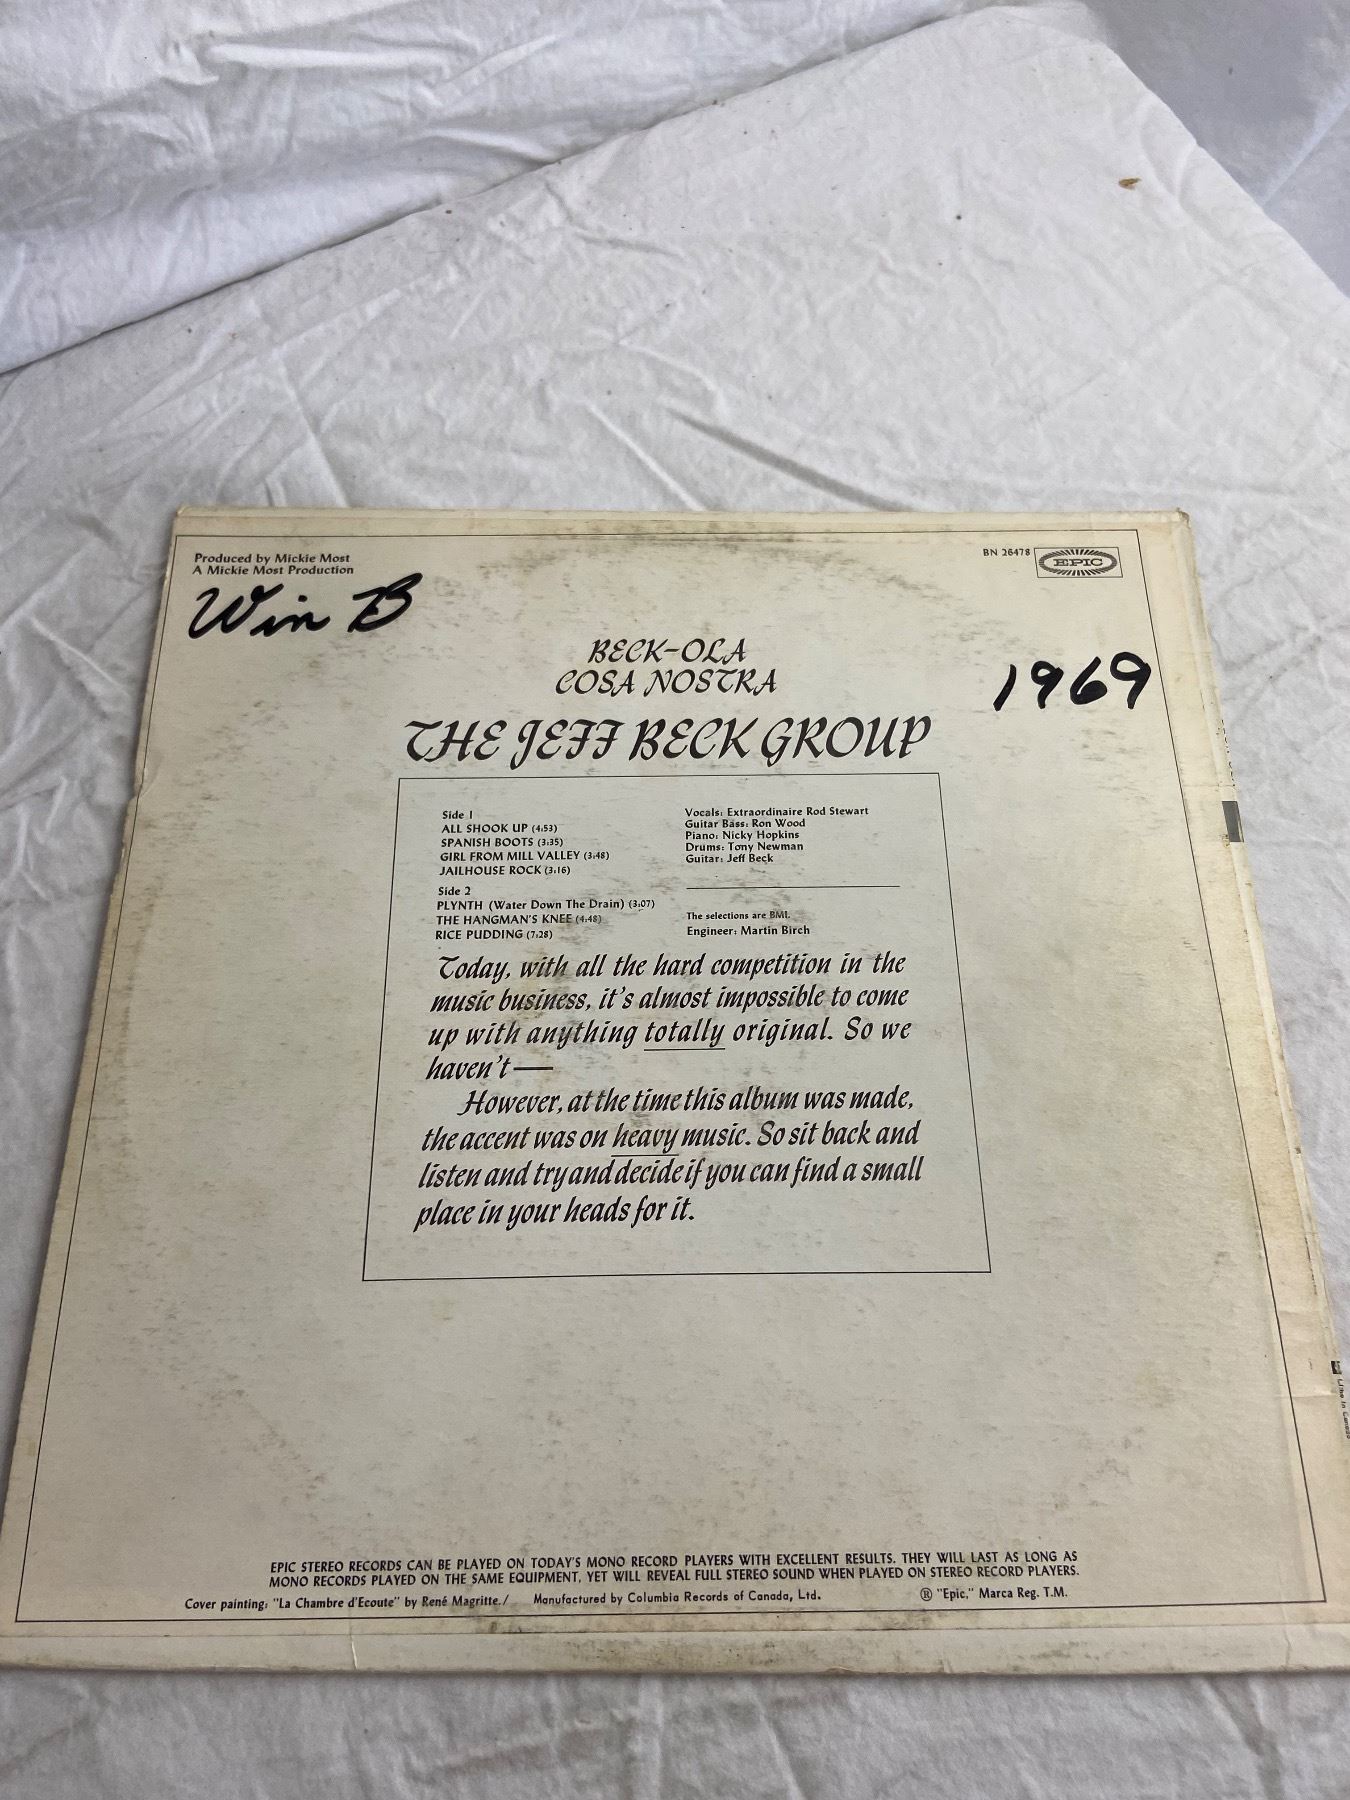 Produced by Mickie Most
A Mickie Most Production
BN 26478
EPIC
Win B
1969
BECK-OLA
COSA NOSTRA
THE JEFF BECK GROUP
Side 1
ALL SHOOK UP (4:53)
SPANISH BOOTS (3:35)
GIRL FROM MILL VALLEY (3:48)
JAILHOUSE ROCK (3:16)
Side 2
PLYNTH (Water Down The Drain) (3:07)
THE HANGMAN'S KNEE (4:48)
RICE PUDDING (7:28)
Vocals: Extraordinaire Rod Stewart
Guitar Bass: Ron Wood
Piano: Nicky Hopkins
Drums: Tony Newman
Guitar: Jeff Beck
The selections are BMI.
Engineer: Martin Birch
Today, with all the hard competition in the
music business, it's almost impossible to come
up with anything totally original. So we
haven't—
However, at the time this album was made,
the accent was on heavy music. So sit back and
listen and try and decide if you can find a small
place in your heads for it.
EPIC STEREO RECORDS CAN BE PLAYED ON TODAY'S MONO RECORD PLAYERS WITH EXCELLENT RESULTS. THEY WILL LAST AS LONG AS
MONO RECORDS PLAYED ON THE SAME EQUIPMENT, YET WILL REVEAL FULL STEREO SOUND WHEN PLAYED ON STEREO RECORD PLAYERS.
Cover painting: "La Chambre d'Ecoute" by René Magritte./ Manufactured by Columbia Records of Canada, Ltd. ® "Epic," Marca Reg. T.M.